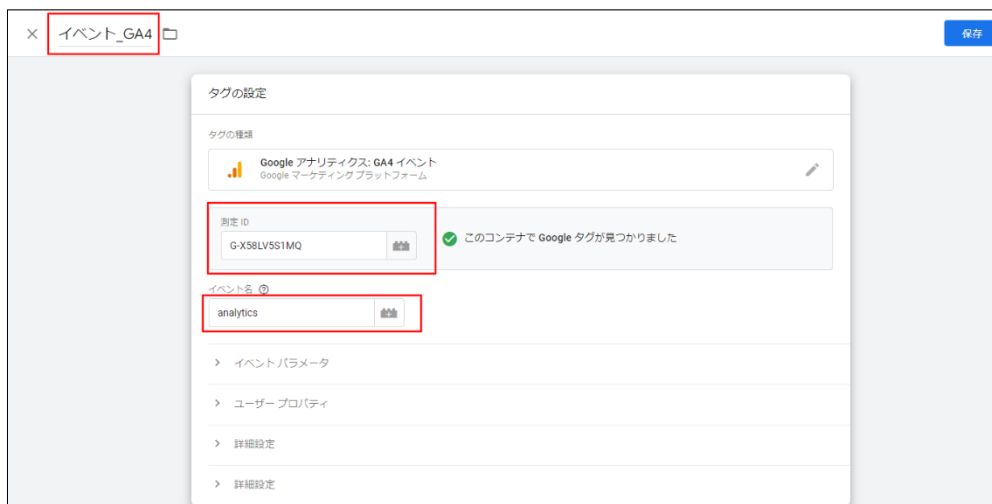 イベント_GA4
保存
タグの設定
タグの種類
Google アナリティクス: GA4 イベント
Google マーケティング プラットフォーム
測定 ID
G-X58LV5S1MQ
このコンテナで Google タグが見つかりました
イベント名
analytics
イベント パラメータ
ユーザー プロパティ
詳細設定
詳細設定